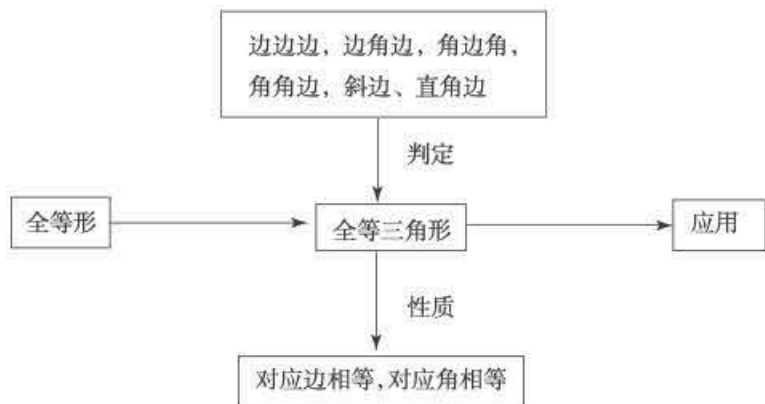 边边边，边角边，角边角，
角角边，斜边、直角边
判定
全等形
全等三角形
应用
性质
对应边相等，对应角相等